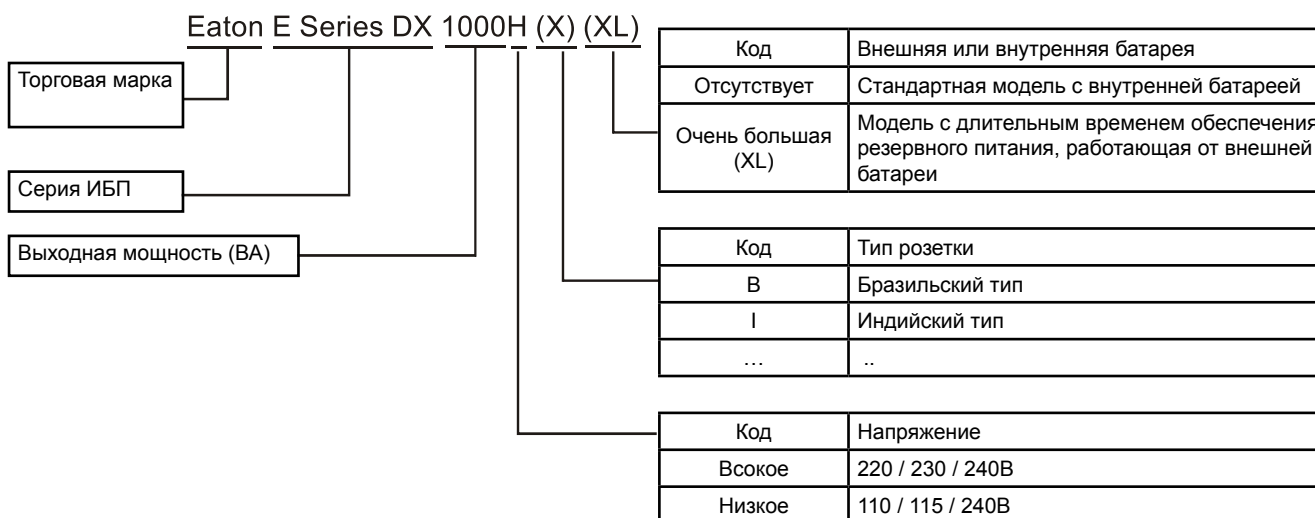 Eaton E Series DX 1000H (X) (XL)
Торговая марка
Серия ИБП
Выходная мощность (ВА)
Код Внешняя или внутренняя батарея
Отсутствует Стандартная модель с внутренней батареей
Очень большая
(XL)
Модель с длительным временем обеспечения
резервного питания, работающая от внешней
батареи
Код Тип розетки
B Бразильский тип
I Индийский тип
… ..
Код Напряжение
Всокое 220 / 230 / 240В
Низкое 110 / 115 / 240В